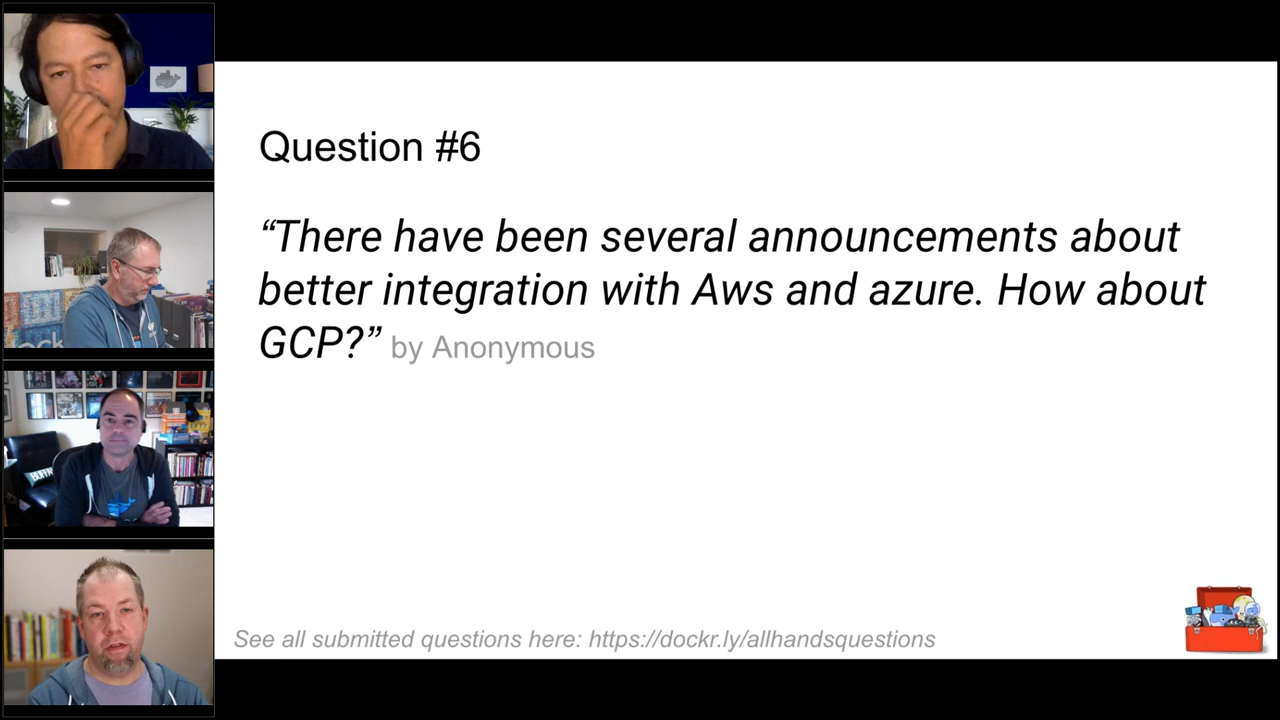 Question #6
“There have been several announcements about
better integration with Aws and azure. How about
GCP?” by Anonymous
See all submitted questions here: https://dockr.ly/allhandsquestions